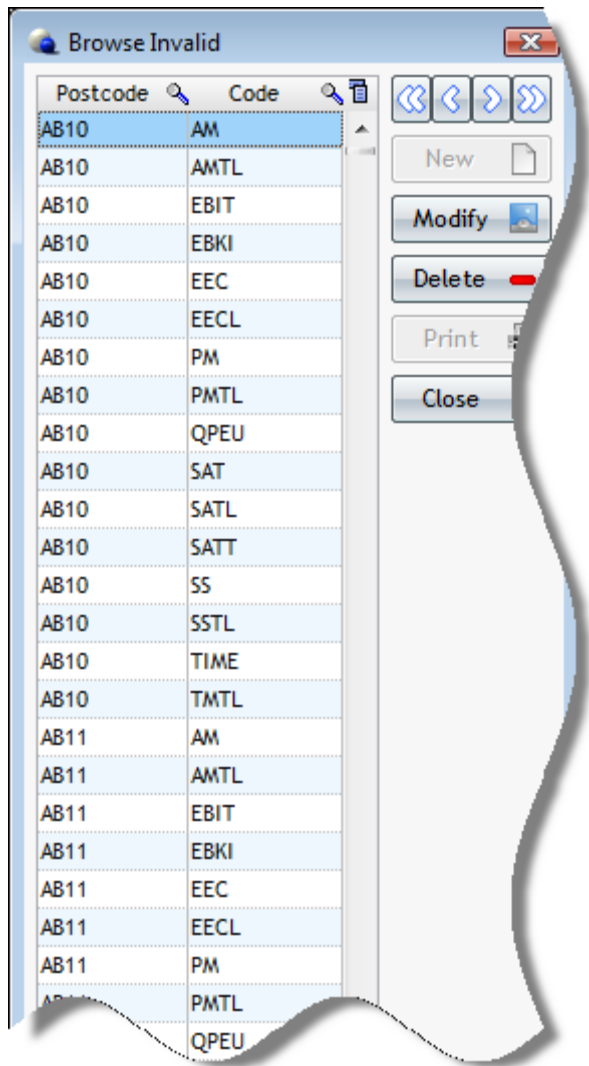 Browse Invalid
Postcode Code
AB10 AM
AB10 AMTL
AB10 EBIT
AB10 EBKI
AB10 EEC
AB10 EECL
AB10 PM
AB10 PMTL
AB10 QPEU
AB10 SAT
AB10 SATL
AB10 SATT
AB10 SS
AB10 SSTL
AB10 TIME
AB10 TMTL
AB11 AM
AB11 AMTL
AB11 EBIT
AB11 EBKI
AB11 EEC
AB11 EECL
AB11 PM
PMTL
QPEU
New
Modify
Delete
Print
Close